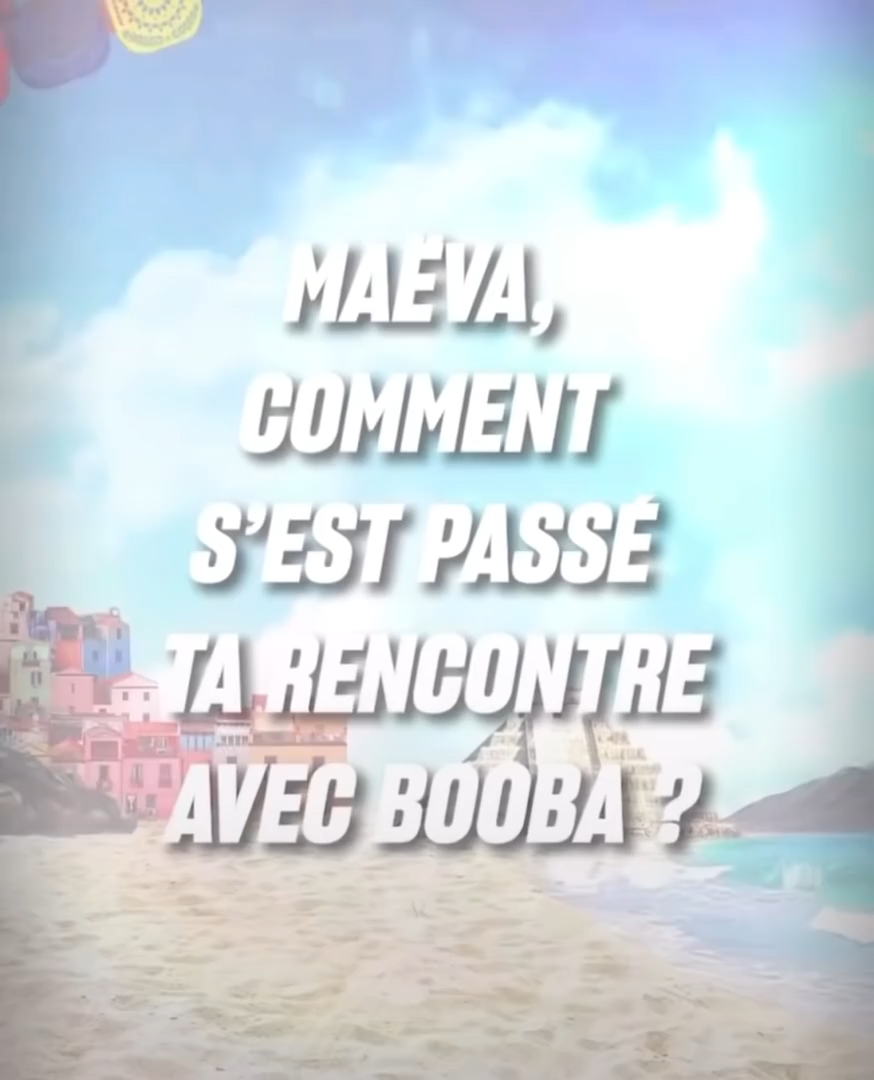 MAËVA,
COMMENT
S'EST PASSÉ
TA RENCONTRE
AVEC BOOBA ?